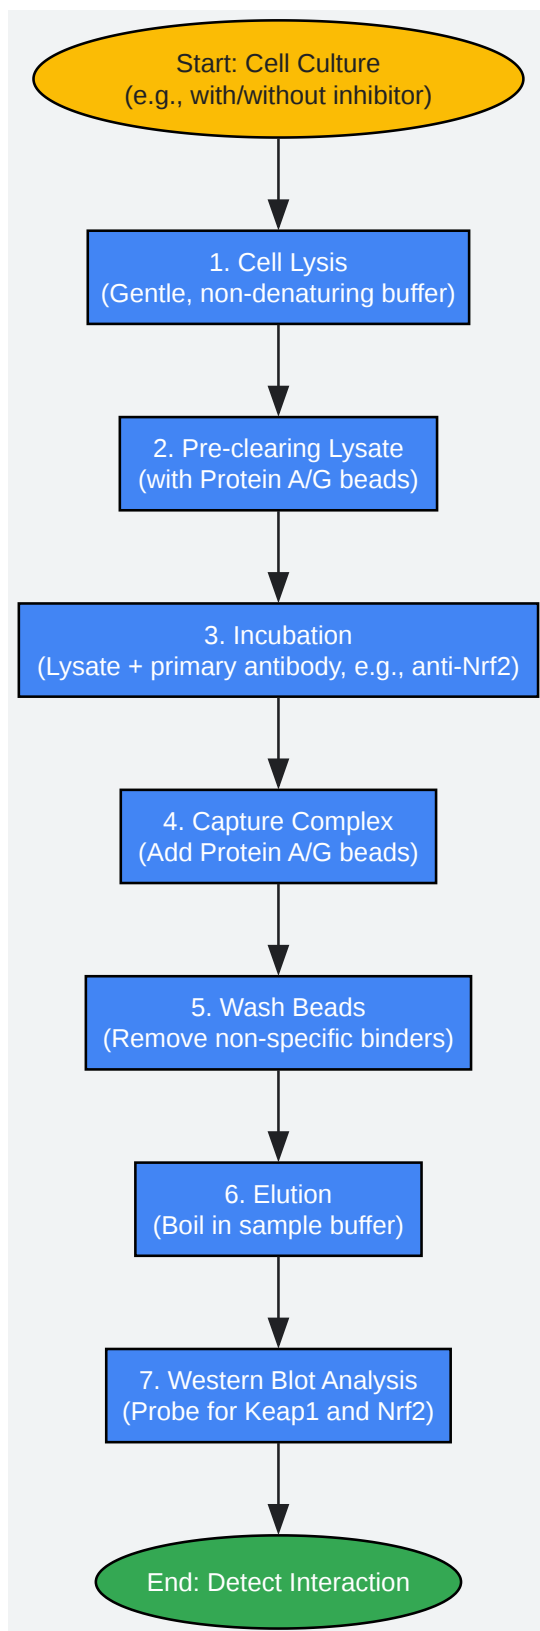 Start: Cell Culture
(e.g., with/without inhibitor)
1. Cell Lysis
(Gentle, non-denaturing buffer)
2. Pre-clearing Lysate
(with Protein A/G beads)
3. Incubation
(Lysate + primary antibody, e.g., anti-Nrf2)
4. Capture Complex
(Add Protein A/G beads)
5. Wash Beads
(Remove non-specific binders)
6. Elution
(Boil in sample buffer)
7. Western Blot Analysis
(Probe for Keap1 and Nrf2)
End: Detect Interaction